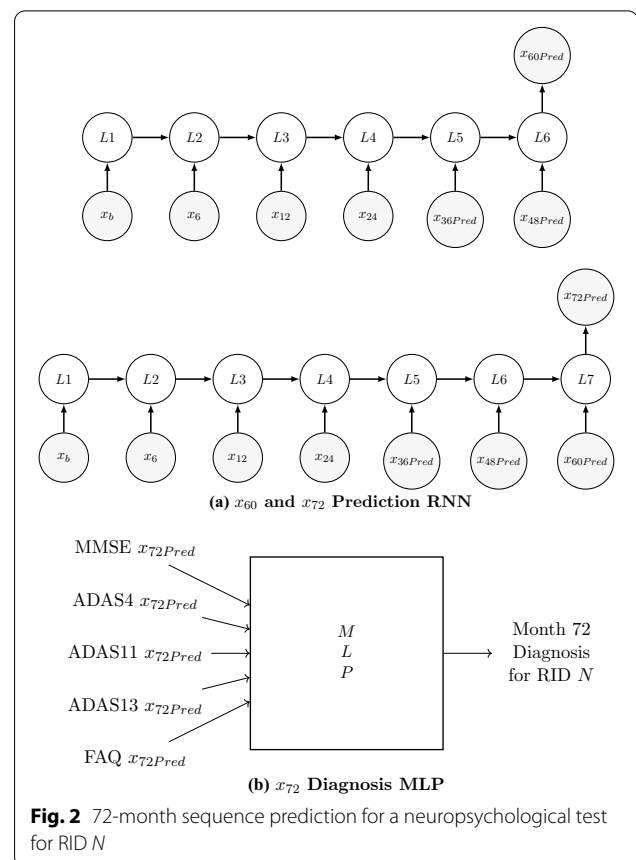 x60Pred
L1 L2 L3 L4 L5 L6
xb x6 x12 x24 x36Pred x48Pred
x72Pred
L1 L2 L3 L4 L5 L6 L7
xb x6 x12 x24 x36Pred x48Pred x60Pred
(a) x60 and x72 Prediction RNN
MMSE x72Pred
ADAS4 x72Pred
ADAS11 x72Pred
ADAS13 x72Pred
FAQ x72Pred
M
L
P
Month 72
Diagnosis
for RID N
(b) x72 Diagnosis MLP
Fig. 2 72-month sequence prediction for a neuropsychological test
for RID N